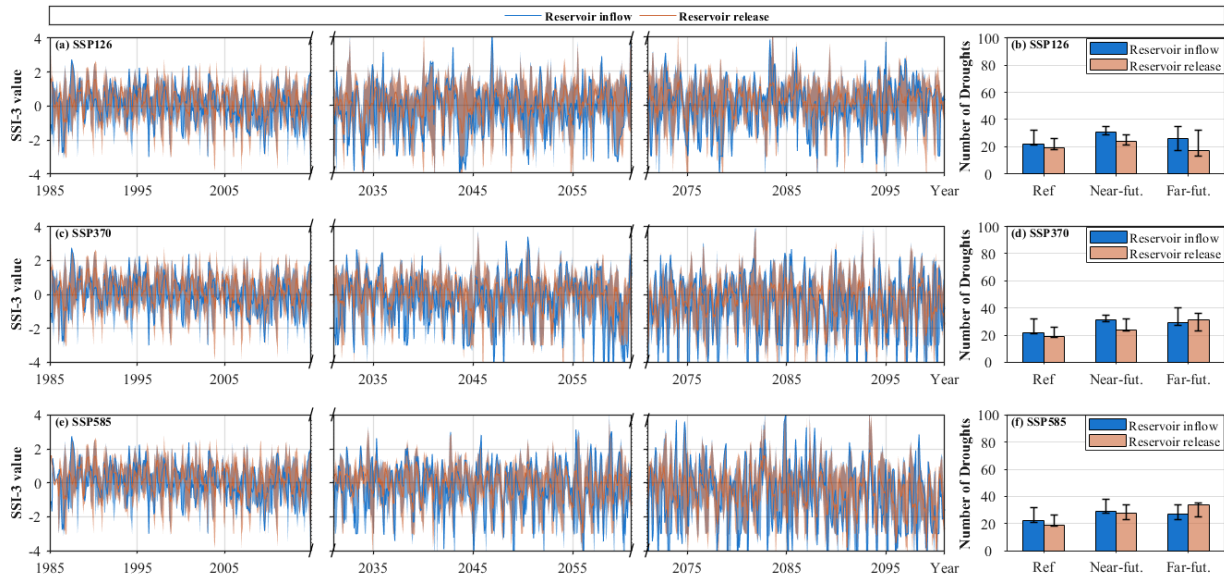 Reservoir inflow Reservoir release
(a) SSP126
SSI-3 value
4
2
0
-2
-4
1985 1995 2005 2035 2045 2055 2075 2085 2095 Year
(b) SSP126
Reservoir inflow
Reservoir release
Number of Droughts
100
80
60
40
20
0
Ref Near-fut. Far-fut.
(c) SSP370
SSI-3 value
4
2
0
-2
-4
1985 1995 2005 2035 2045 2055 2075 2085 2095 Year
(d) SSP370
Reservoir inflow
Reservoir release
Number of Droughts
100
80
60
40
20
0
Ref Near-fut. Far-fut.
(e) SSP585
SSI-3 value
4
2
0
-2
-4
1985 1995 2005 2035 2045 2055 2075 2085 2095 Year
(f) SSP585
Reservoir inflow
Reservoir release
Number of Droughts
100
80
60
40
20
0
Ref Near-fut. Far-fut.